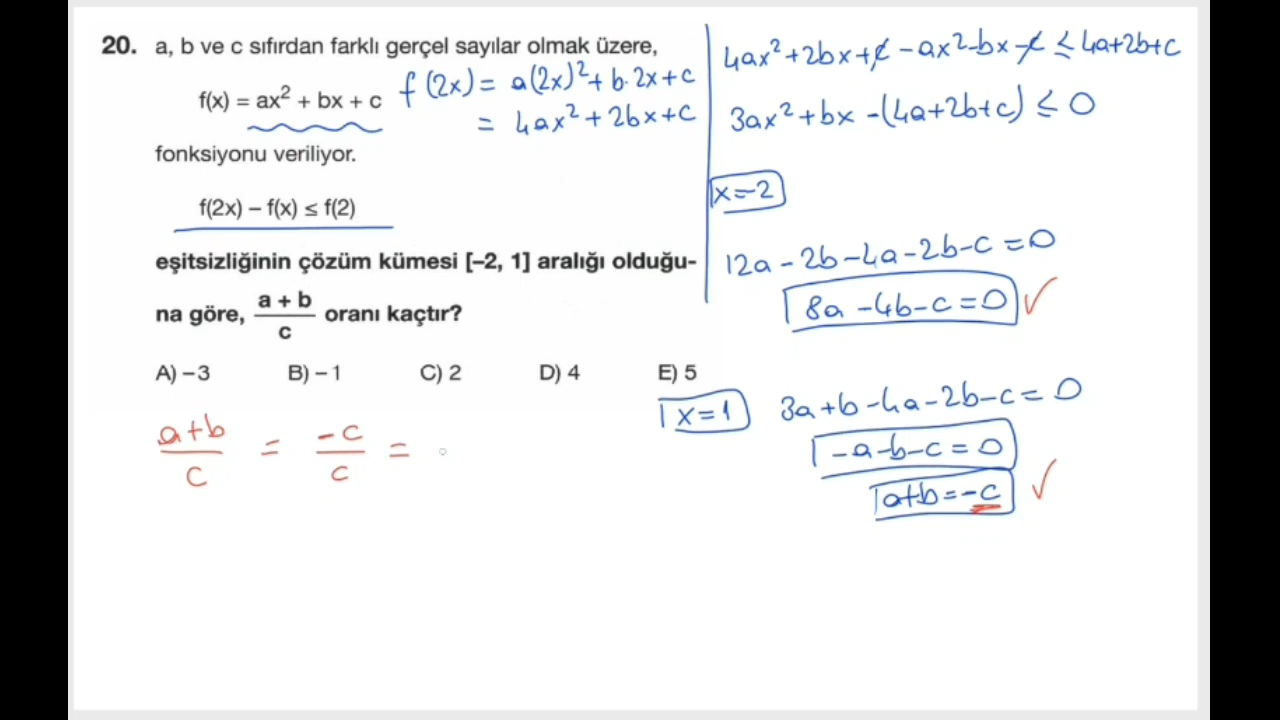 20. a, b ve c sıfırdan farklı gerçel sayılar olmak üzere,
f(x) = ax² + bx + c
f(2x) = a(2x)² + b·2x + c
= 4ax² + 2bx + c
fonksiyonu veriliyor.
f(2x) – f(x) ≤ f(2)
eşitsizliğinin çözüm kümesi [–2, 1] aralığı olduğu-
na göre, (a + b)/c oranı kaçtır?
A) –3 B) –1 C) 2 D) 4 E) 5
(a+b)/c = (-c)/c =
4ax² + 2bx + c - ax² - bx - c ≤ 4a + 2b + c
3ax² + bx - (4a + 2b + c) ≤ 0
x = -2
12a - 2b - 4a - 2b - c = 0
8a - 4b - c = 0 ✓
x = 1 3a + b - 4a - 2b - c = 0
-a - b - c = 0
a + b = -c ✓